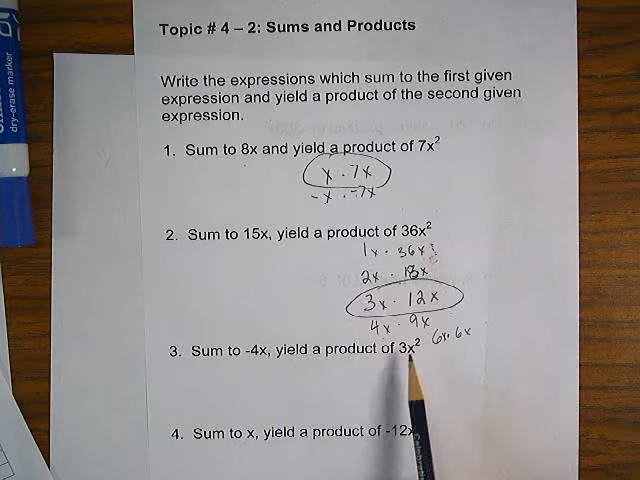 Topic # 4 – 2: Sums and Products
dry-erase marker
Write the expressions which sum to the first given
expression and yield a product of the second given
expression.
1. Sum to 8x and yield a product of 7x²
x · 7x
-x · -7x
2. Sum to 15x, yield a product of 36x²
1x · 36x
2x · 18x
3x · 12x
4x · 9x
6x · 6x
3. Sum to -4x, yield a product of 3x²
4. Sum to x, yield a product of -12x